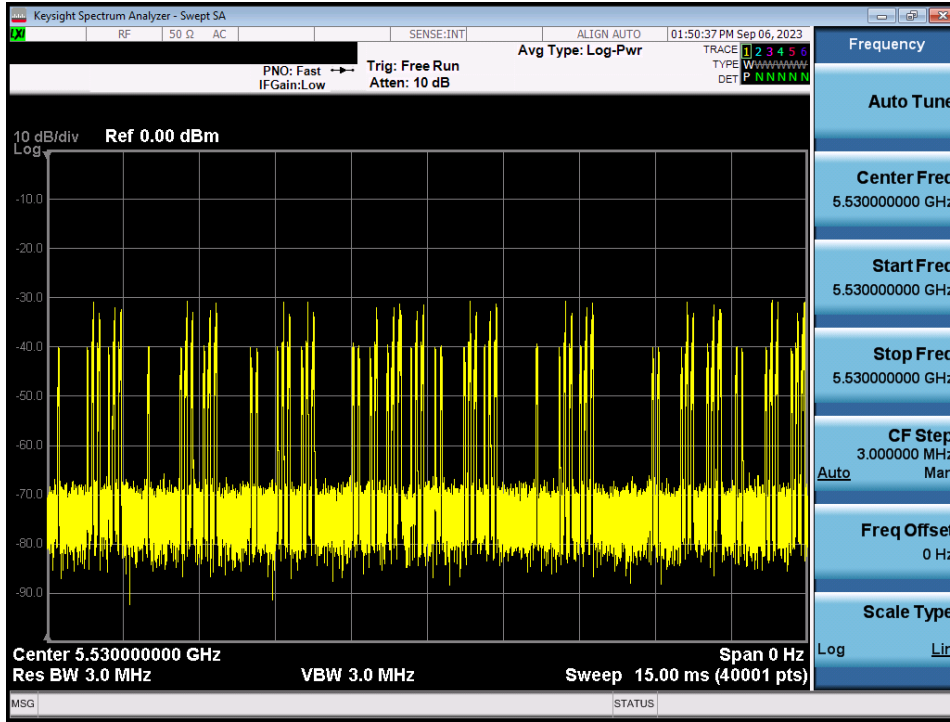 Keysight Spectrum Analyzer - Swept SA
LXI RF 50 Ω AC SENSE:INT ALIGN AUTO 01:50:37 PM Sep 06, 2023
Frequency
Avg Type: Log-Pwr TRACE 1 2 3 4 5 6
PNO: Fast Trig: Free Run TYPE WWWWWW
IFGain:Low Atten: 10 dB DET P N N N N N
Auto Tune
10 dB/div Ref 0.00 dBm
Log
-10.0
-20.0
-30.0
-40.0
-50.0
-60.0
-70.0
-80.0
-90.0
Center Freq
5.530000000 GHz
Start Freq
5.530000000 GHz
Stop Freq
5.530000000 GHz
CF Step
3.000000 MHz
Auto Man
Freq Offset
0 Hz
Scale Type
Log Lin
Center 5.530000000 GHz Span 0 Hz
Res BW 3.0 MHz VBW 3.0 MHz Sweep 15.00 ms (40001 pts)
MSG STATUS